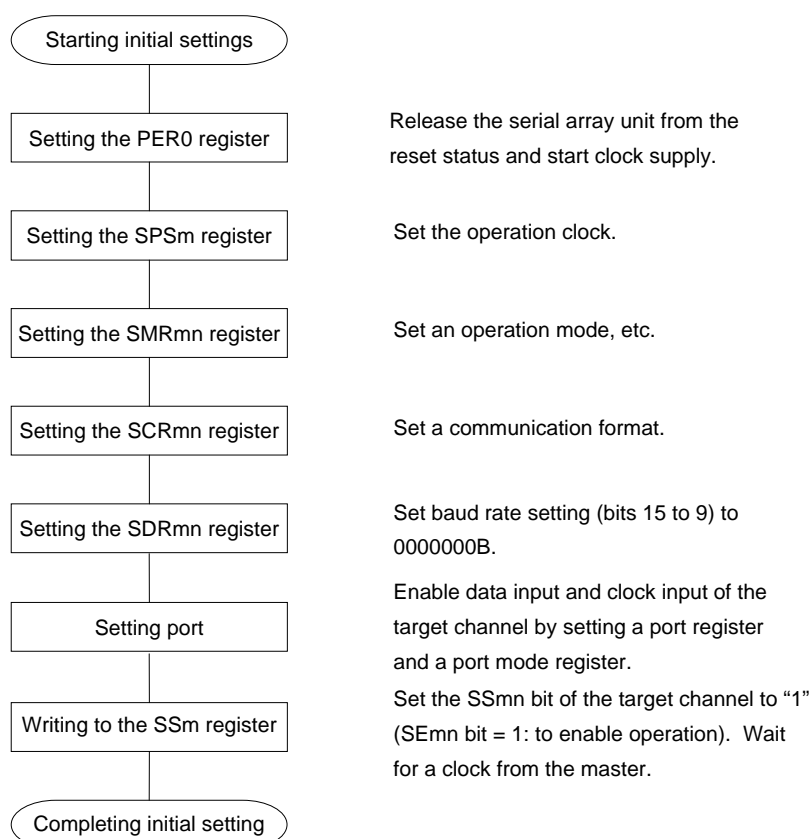 Starting initial settings
Setting the PER0 register
Release the serial array unit from the
reset status and start clock supply.
Setting the SPSm register
Set the operation clock.
Setting the SMRmn register
Set an operation mode, etc.
Setting the SCRmn register
Set a communication format.
Setting the SDRmn register
Set baud rate setting (bits 15 to 9) to
0000000B.
Setting port
Enable data input and clock input of the
target channel by setting a port register
and a port mode register.
Writing to the SSm register
Set the SSmn bit of the target channel to “1”
(SEmn bit = 1: to enable operation).  Wait
for a clock from the master.
Completing initial setting